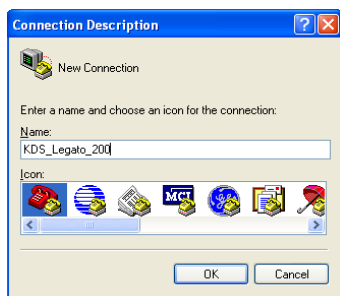 Connection Description
New Connection
Enter a name and choose an icon for the connection:
Name:
KDS_Legato_200
Icon:
MCI
OK
Cancel